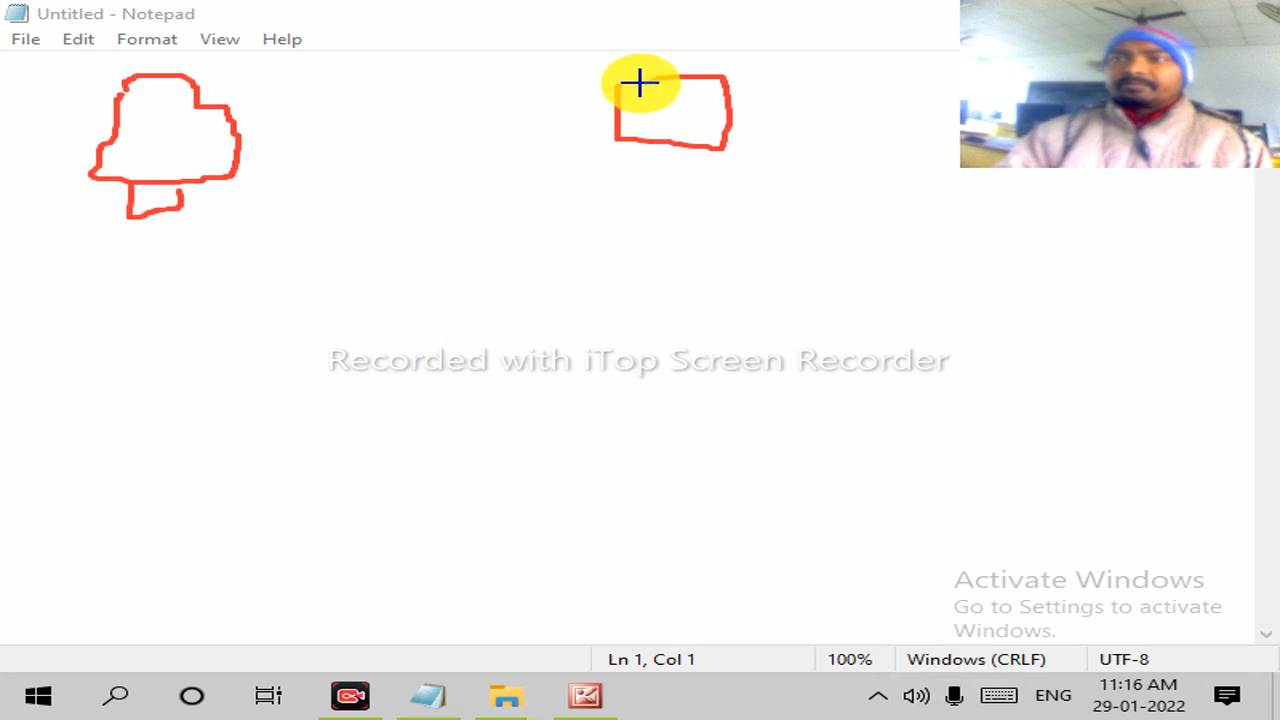 Untitled - Notepad
File Edit Format View Help
Recorded with iTop Screen Recorder
Activate Windows
Go to Settings to activate
Windows.
Ln 1, Col 1 100% Windows (CRLF) UTF-8
ENG
11:16 AM
29-01-2022